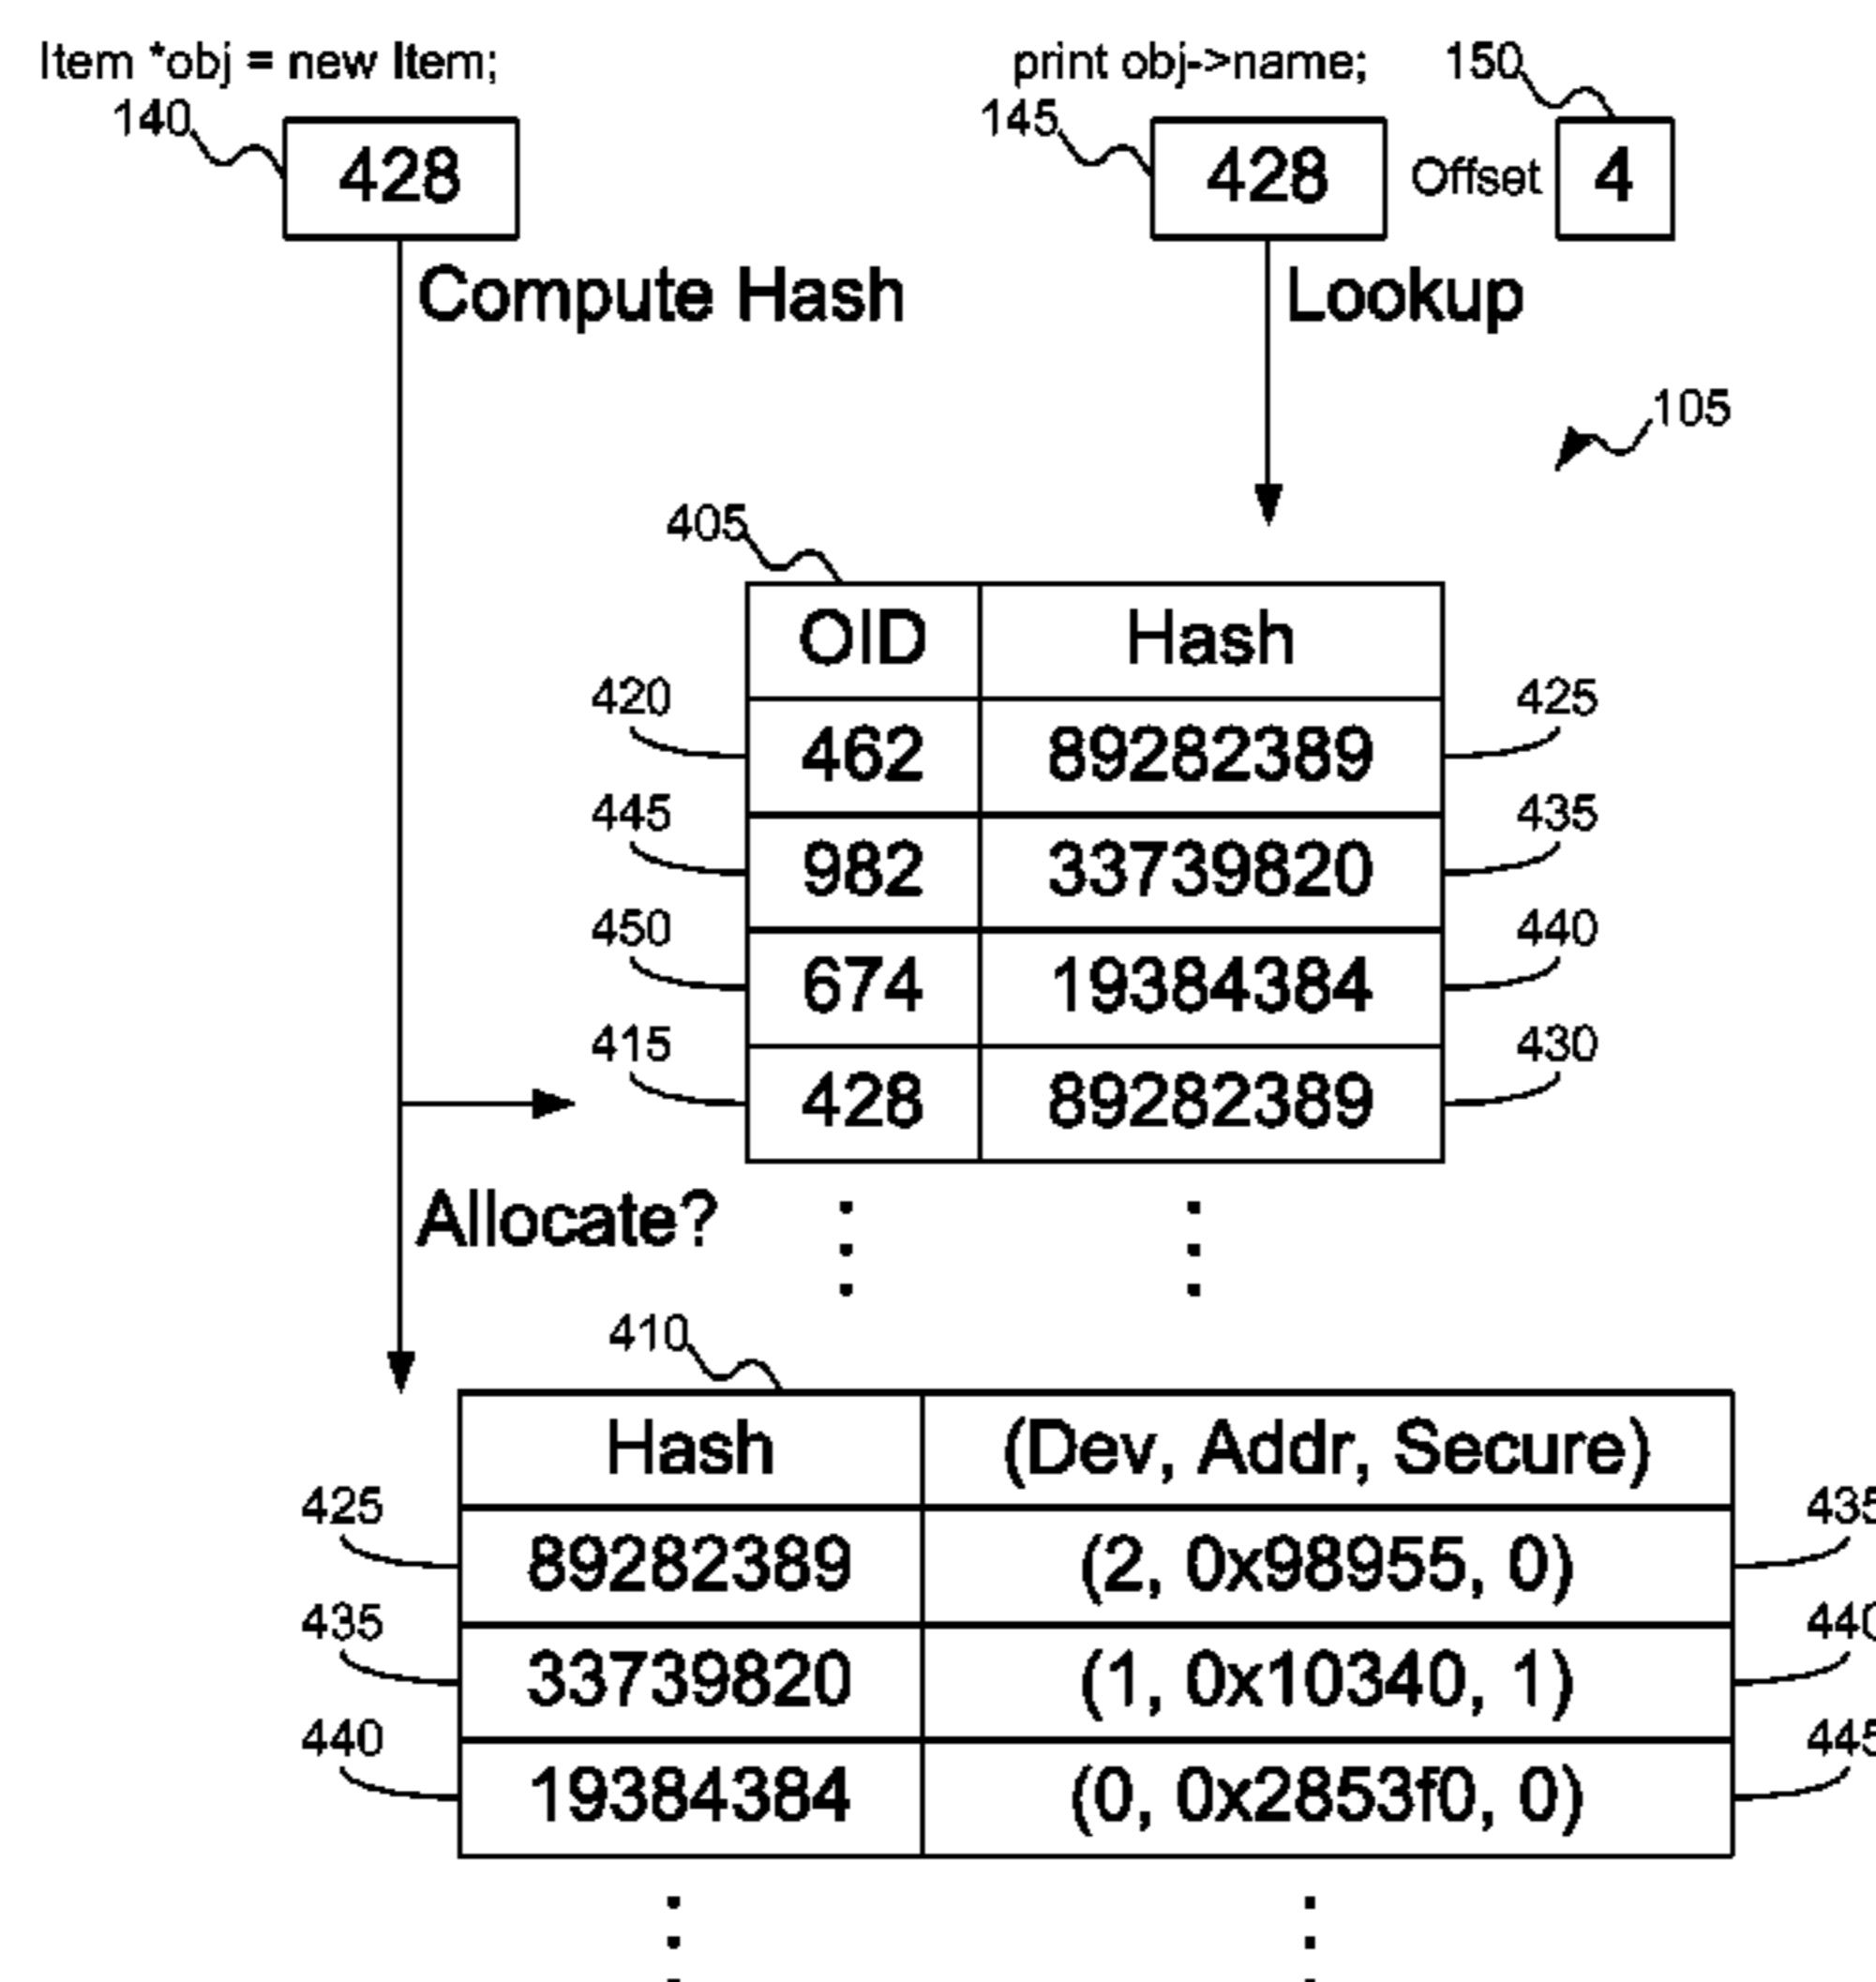 Item *obj = new Item;
print obj->name;
150
140
145
428
428
Offset
4
Compute Hash
Lookup
105
405
OID Hash
420 462 89282389 425
445 982 33739820 435
450 674 19384384 440
415 428 89282389 430
Allocate?
410
Hash (Dev, Addr, Secure)
425 89282389 (2, 0x98955, 0) 435
435 33739820 (1, 0x10340, 1) 440
440 19384384 (0, 0x2853f0, 0) 445